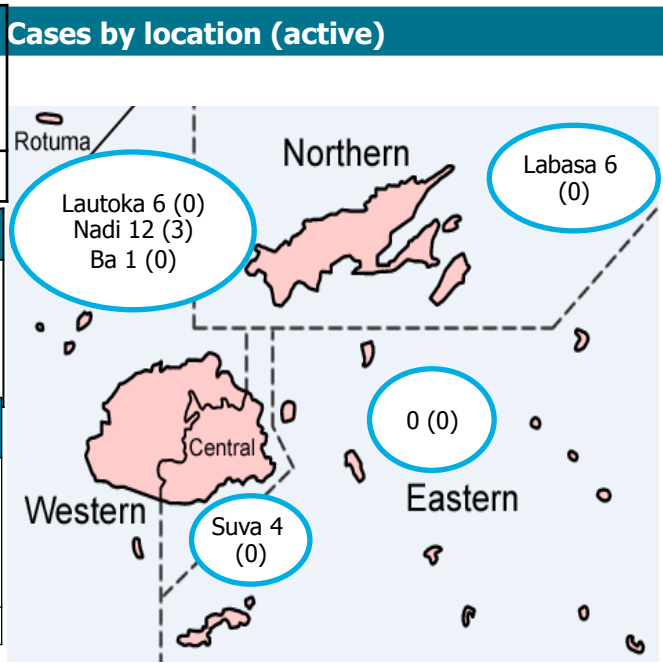 Cases by location (active)
Rotuma
Northern
Labasa 6
(0)
Lautoka 6 (0)
Nadi 12 (3)
Ba 1 (0)
0 (0)
Central
Western
Eastern
Suva 4
(0)